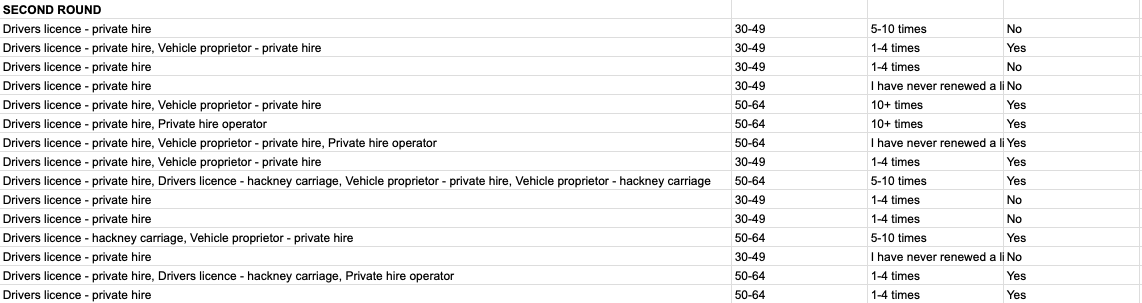 SECOND ROUND
Drivers licence - private hire 30-49 5-10 times No
Drivers licence - private hire, Vehicle proprietor - private hire 30-49 1-4 times Yes
Drivers licence - private hire 30-49 1-4 times No
Drivers licence - private hire 30-49 I have never renewed a li No
Drivers licence - private hire, Vehicle proprietor - private hire 50-64 10+ times Yes
Drivers licence - private hire, Private hire operator 50-64 10+ times Yes
Drivers licence - private hire, Vehicle proprietor - private hire, Private hire operator 50-64 I have never renewed a li Yes
Drivers licence - private hire, Vehicle proprietor - private hire 30-49 1-4 times Yes
Drivers licence - private hire, Drivers licence - hackney carriage, Vehicle proprietor - private hire, Vehicle proprietor - hackney carriage 50-64 5-10 times Yes
Drivers licence - private hire 30-49 1-4 times No
Drivers licence - private hire 30-49 1-4 times No
Drivers licence - hackney carriage, Vehicle proprietor - private hire 50-64 5-10 times Yes
Drivers licence - private hire 30-49 I have never renewed a li No
Drivers licence - private hire, Drivers licence - hackney carriage, Private hire operator 50-64 1-4 times Yes
Drivers licence - private hire 50-64 1-4 times Yes